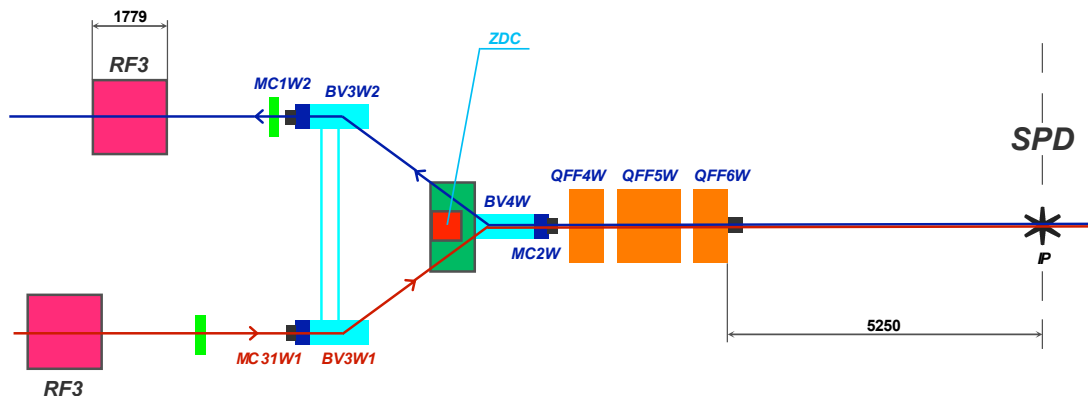 1779
ZDC
RF3
MC1W2
BV3W2
SPD
QFF4W
QFF5W
QFF6W
BV4W
MC2W
IP
5250
MC31W1
BV3W1
RF3